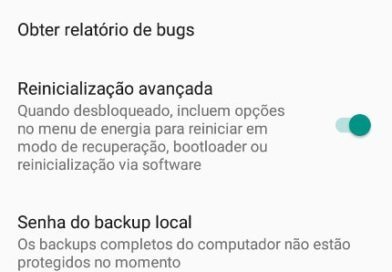 Obter relatório de bugs
Reinicialização avançada
Quando desbloqueado, incluem opções
no menu de energia para reiniciar em
modo de recuperação, bootloader ou
reinicialização via software
Senha do backup local
Os backups completos do computador não estão
protegidos no momento